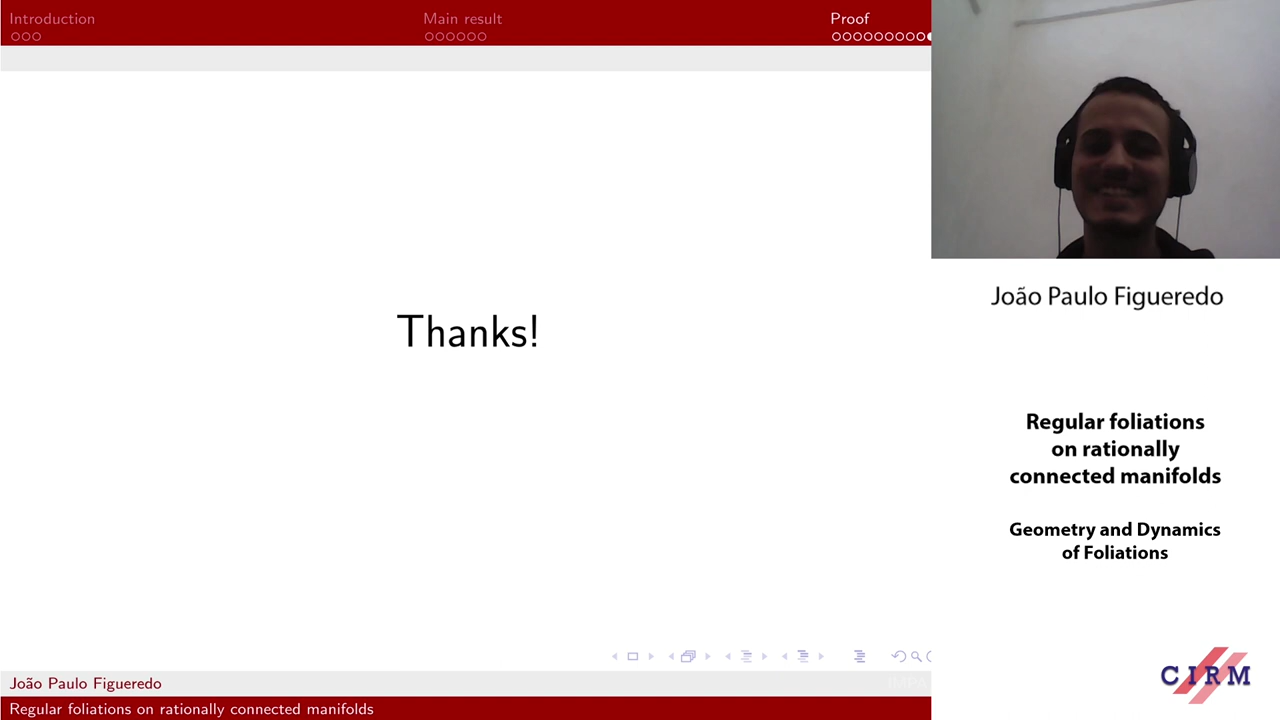 Introduction
Main result
Proof
Thanks!
João Paulo Figueredo
IMPA
Regular foliations on rationally connected manifolds
João Paulo Figueredo
Regular foliations
on rationally
connected manifolds
Geometry and Dynamics
of Foliations
CIRM